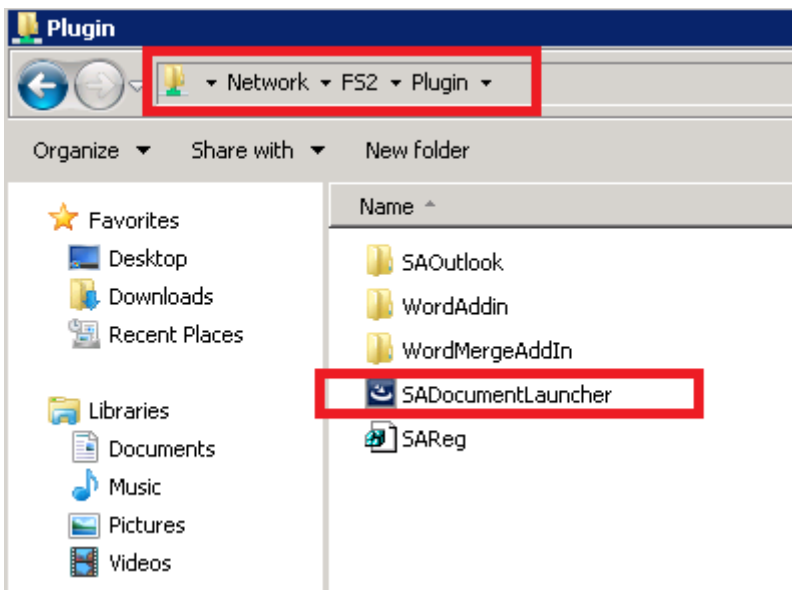 Plugin
Network FS2 Plugin
Organize Share with New folder
Favorites
Desktop
Downloads
Recent Places
Libraries
Documents
Music
Pictures
Videos
Name
SAOutlook
WordAddin
WordMergeAddIn
SADocumentLauncher
SAReg